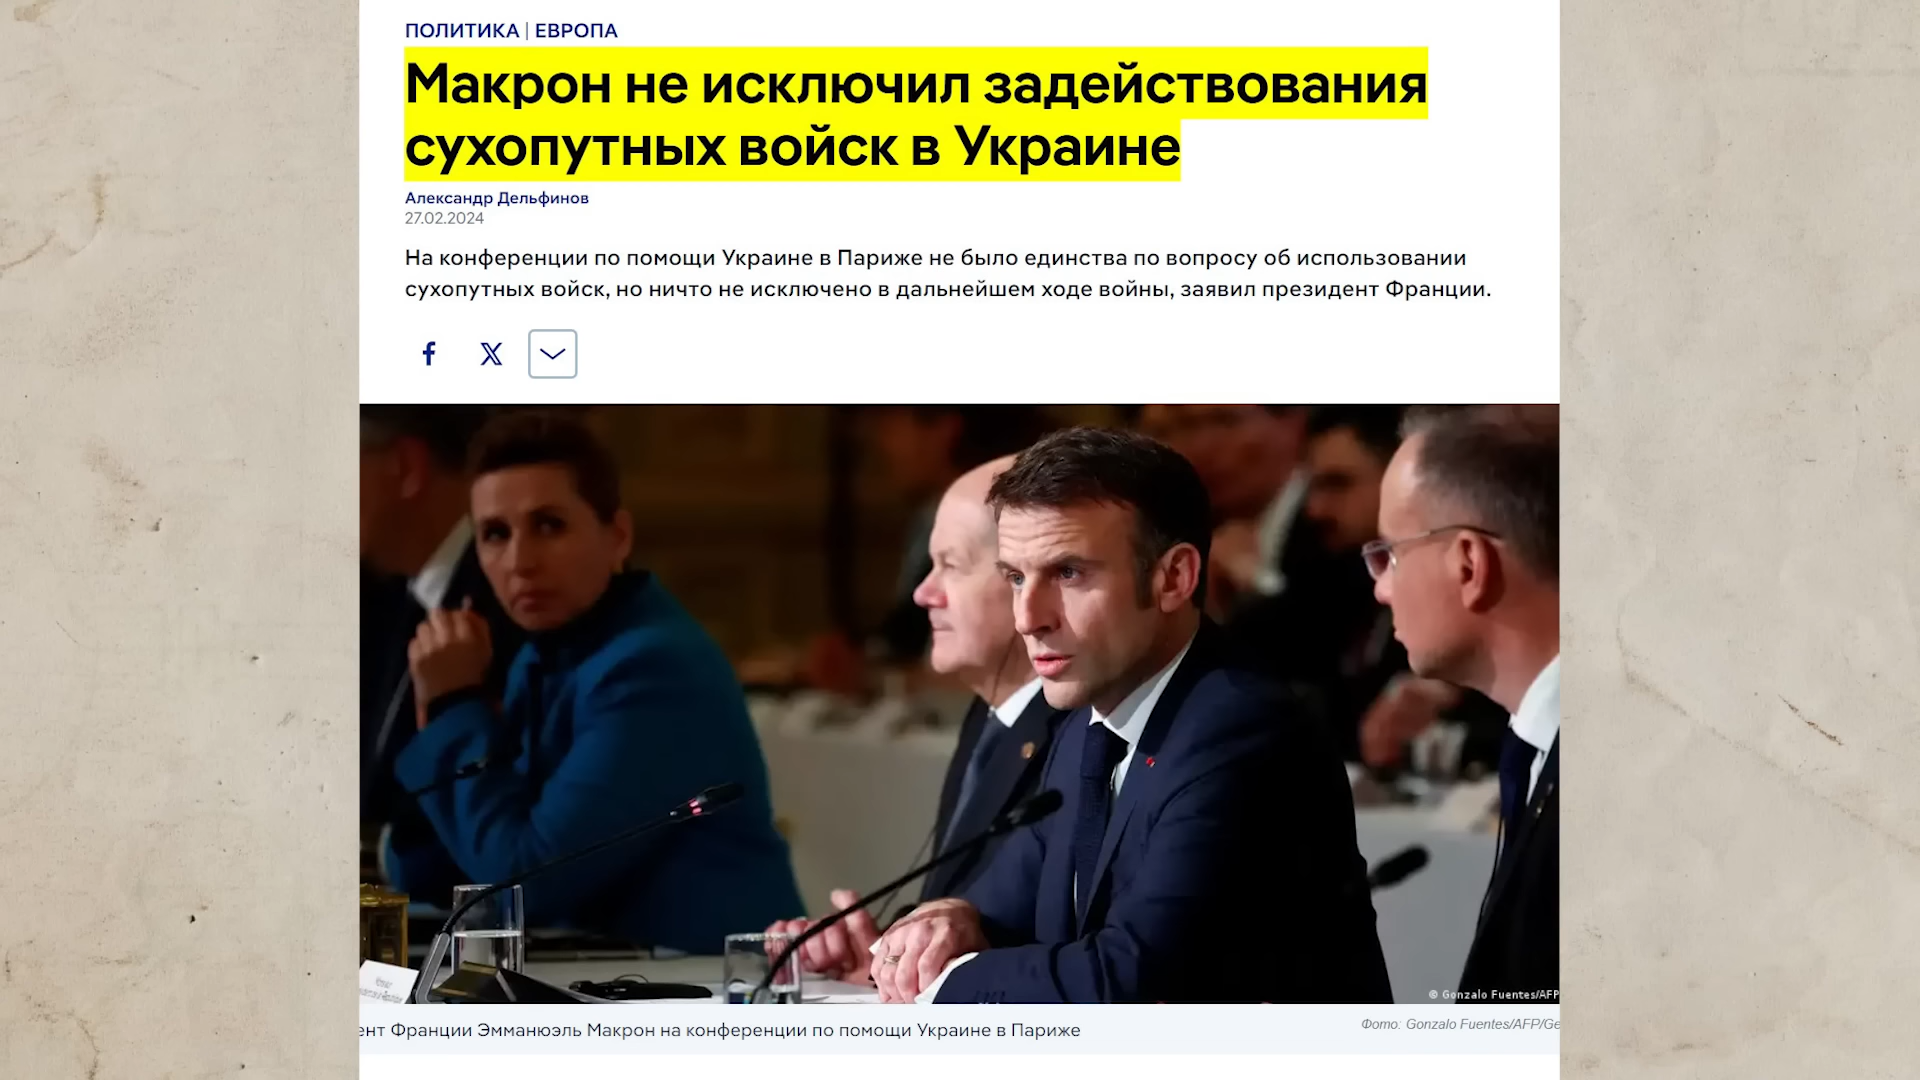 ПОЛИТИКА | ЕВРОПА
Макрон не исключил задействования
сухопутных войск в Украине
Александр Дельфинов
27.02.2024
На конференции по помощи Украине в Париже не было единства по вопросу об использовании
сухопутных войск, но ничто не исключено в дальнейшем ходе войны, заявил президент Франции.
© Gonzalo Fuentes/AFP
ент Франции Эмманюэль Макрон на конференции по помощи Украине в Париже
Фото: Gonzalo Fuentes/AFP/Ge